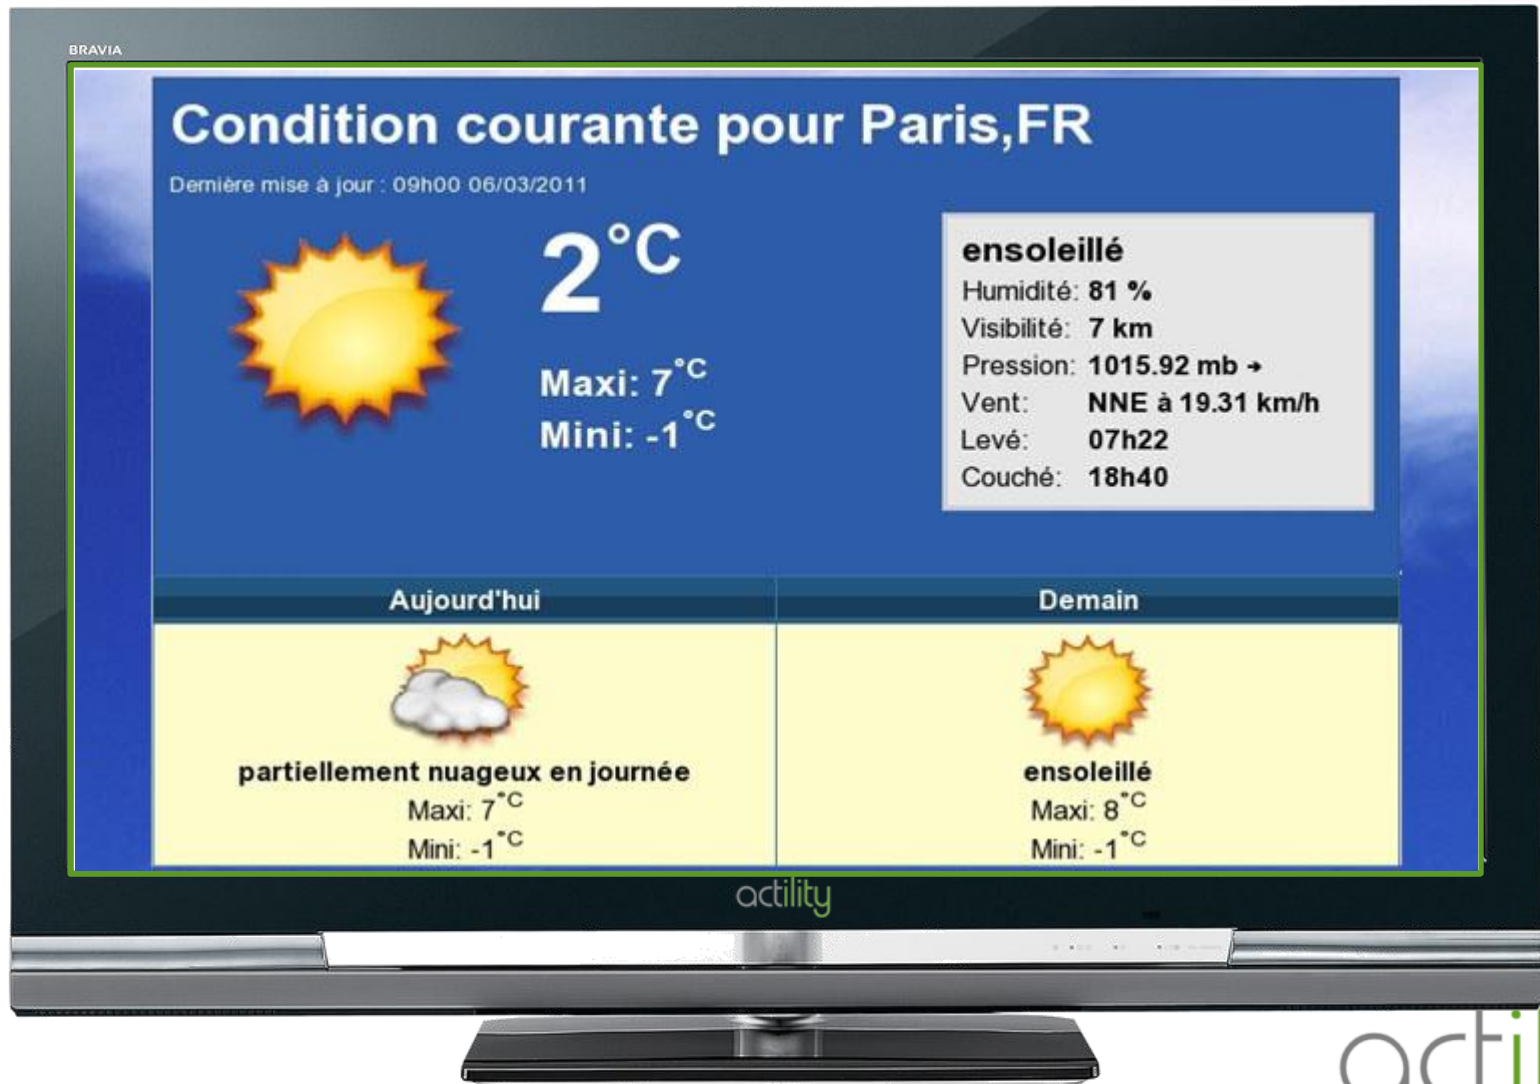 BRAVIA
Condition courante pour Paris,FR
Dernière mise à jour : 09h00 06/03/2011
2°C
Maxi: 7°C
Mini: -1°C
ensoleillé
Humidité: 81 %
Visibilité: 7 km
Pression: 1015.92 mb →
Vent: NNE à 19.31 km/h
Levé: 07h22
Couché: 18h40
Aujourd'hui
partiellement nuageux en journée
Maxi: 7°C
Mini: -1°C
Demain
ensoleillé
Maxi: 8°C
Mini: -1°C
actility
actil